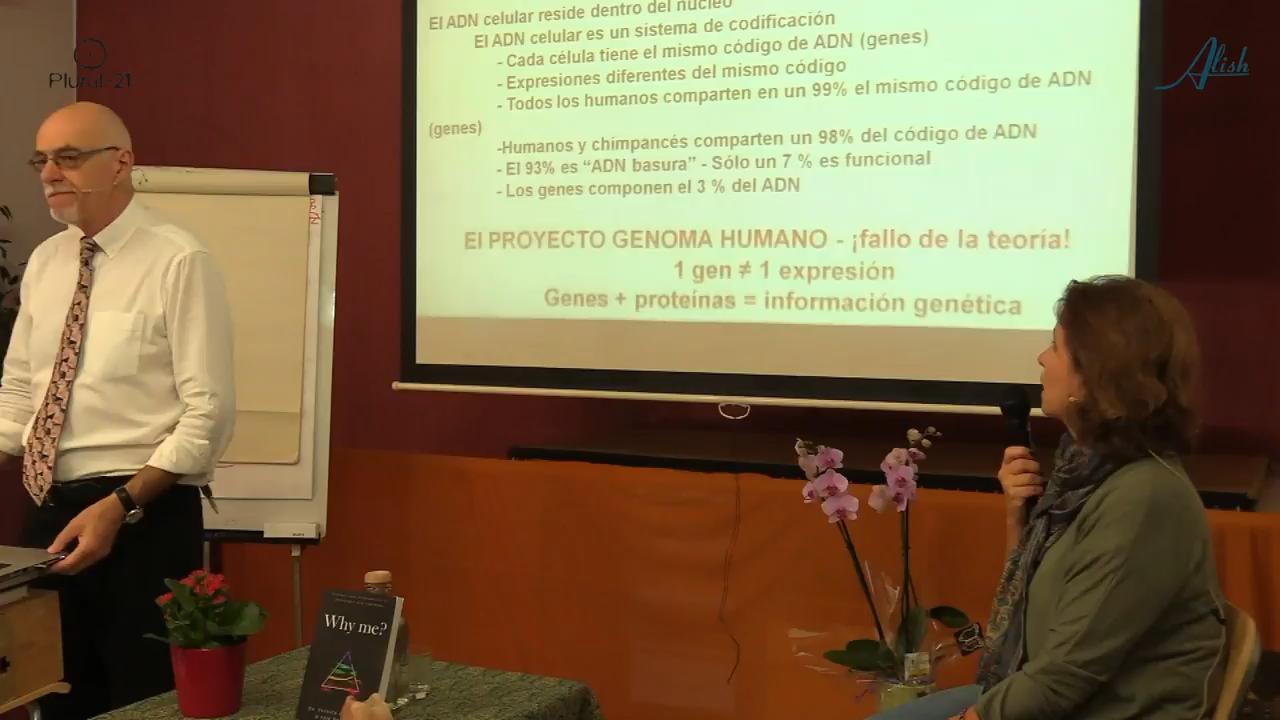 El ADN celular reside dentro del núcleo
El ADN celular es un sistema de codificación
- Cada célula tiene el mismo código de ADN (genes)
- Expresiones diferentes del mismo código
- Todos los humanos comparten en un 99% el mismo código de ADN
(genes)
-Humanos y chimpancés comparten un 98% del código de ADN
- El 93% es “ADN basura” - Sólo un 7 % es funcional
- Los genes componen el 3 % del ADN
El PROYECTO GENOMA HUMANO - ¡fallo de la teoría!
1 gen ≠ 1 expresión
Genes + proteínas = información genética
Plural-21
Alish
Why me?